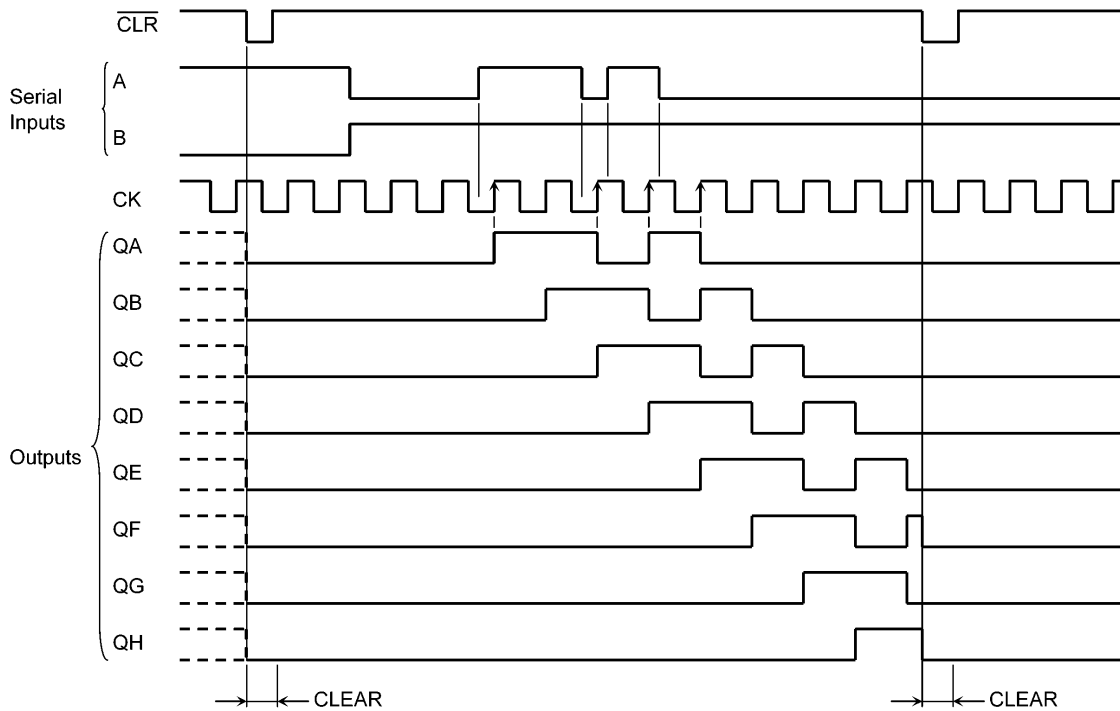 CLR
A
Serial
Inputs
B
CK
QA
QB
QC
QD
Outputs
QE
QF
QG
QH
CLEAR
CLEAR